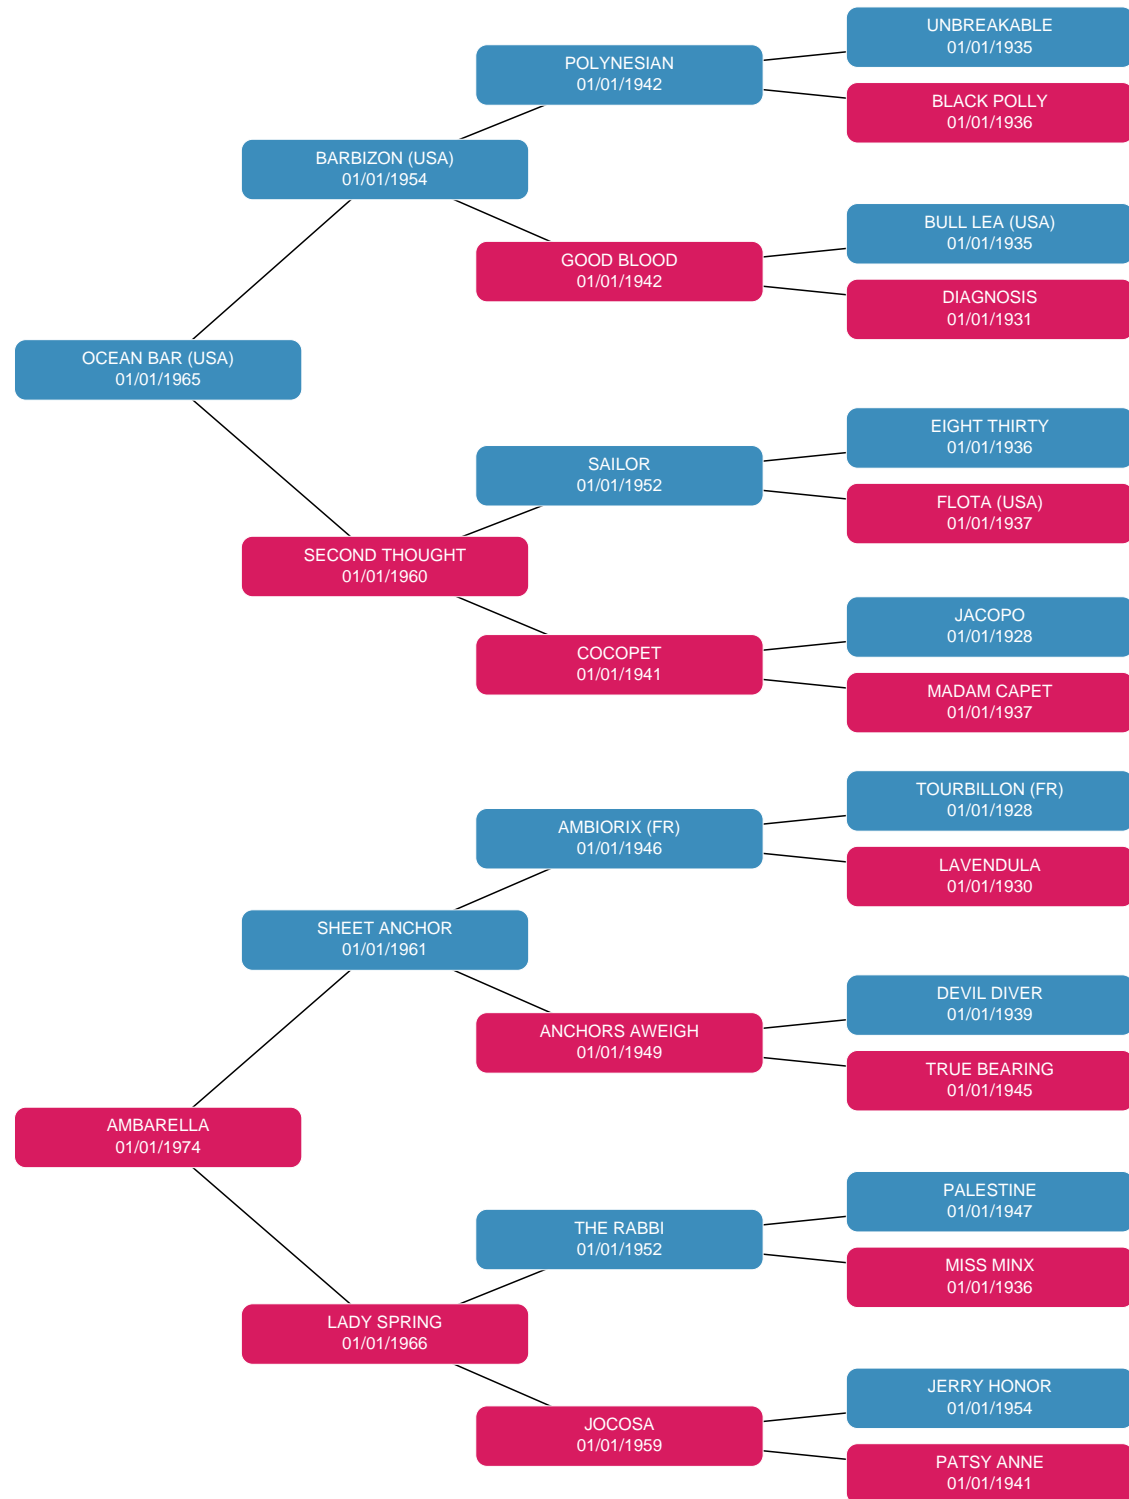 UNBREAKABLE
01/01/1935
POLYNESIAN
01/01/1942
BLACK POLLY
01/01/1936
BARBIZON (USA)
01/01/1954
BULL LEA (USA)
01/01/1935
GOOD BLOOD
01/01/1942
DIAGNOSIS
01/01/1931
OCEAN BAR (USA)
01/01/1965
EIGHT THIRTY
01/01/1936
SAILOR
01/01/1952
FLOTA (USA)
01/01/1937
SECOND THOUGHT
01/01/1960
JACOPO
01/01/1928
COCOPET
01/01/1941
MADAM CAPET
01/01/1937
TOURBILLON (FR)
01/01/1928
AMBIORIX (FR)
01/01/1946
LAVENDULA
01/01/1930
SHEET ANCHOR
01/01/1961
DEVIL DIVER
01/01/1939
ANCHORS AWEIGH
01/01/1949
TRUE BEARING
01/01/1945
AMBARELLA
01/01/1974
PALESTINE
01/01/1947
THE RABBI
01/01/1952
MISS MINX
01/01/1936
LADY SPRING
01/01/1966
JERRY HONOR
01/01/1954
JOCOSA
01/01/1959
PATSY ANNE
01/01/1941